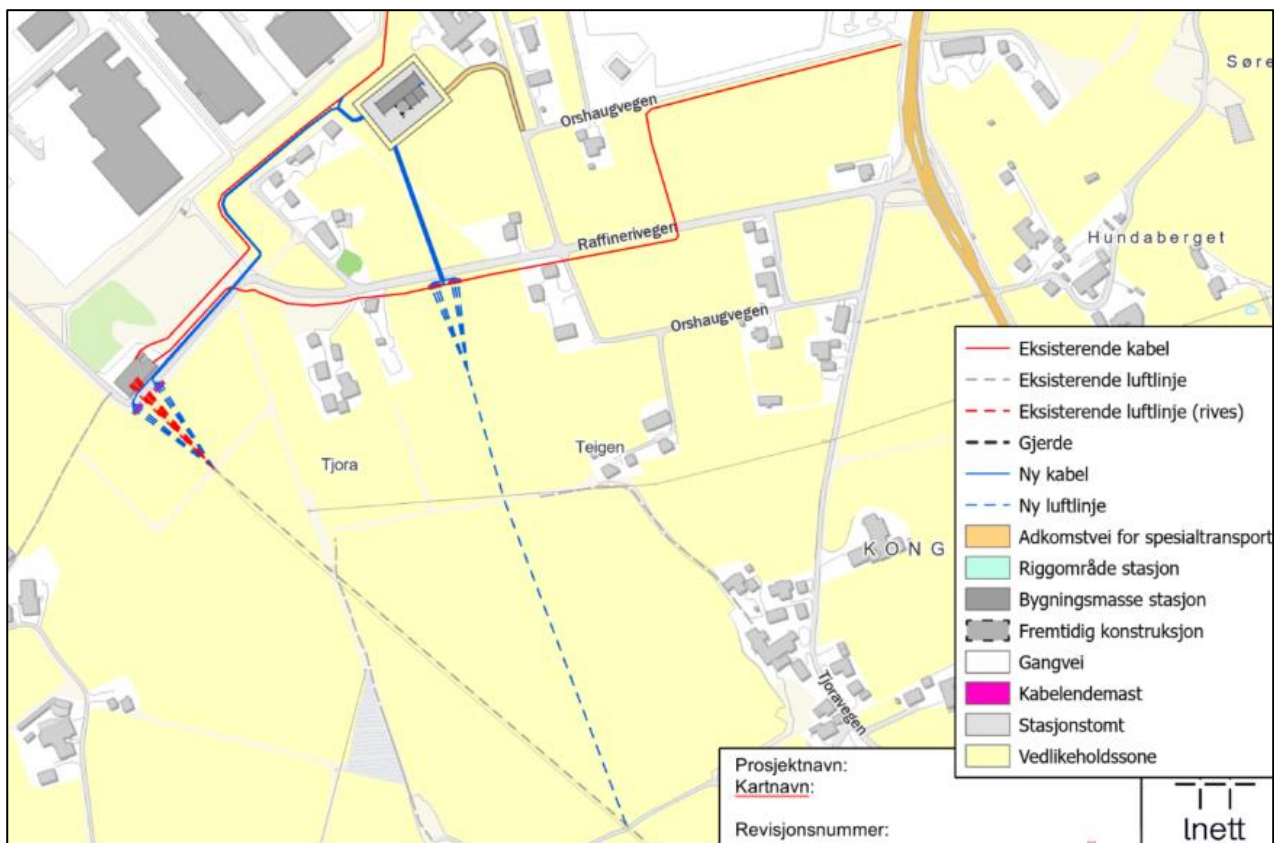 Søre
Orshaugvegen
Raffinerivegen
Hundaberget
Orshaugvegen
Tjora
Teigen
KONG
Tjoravegen
Eksisterende kabel
Eksisterende luftlinje
Eksisterende luftlinje (rives)
Gjerde
Ny kabel
Ny luftlinje
Adkomstvei for spesialtransport
Riggområde stasjon
Bygningsmasse stasjon
Fremtidig konstruksjon
Gangvei
Kabelendemast
Stasjonstomt
Vedlikeholdssone
Prosjektnavn:
Kartnavn:
Revisjonsnummer:
lnett